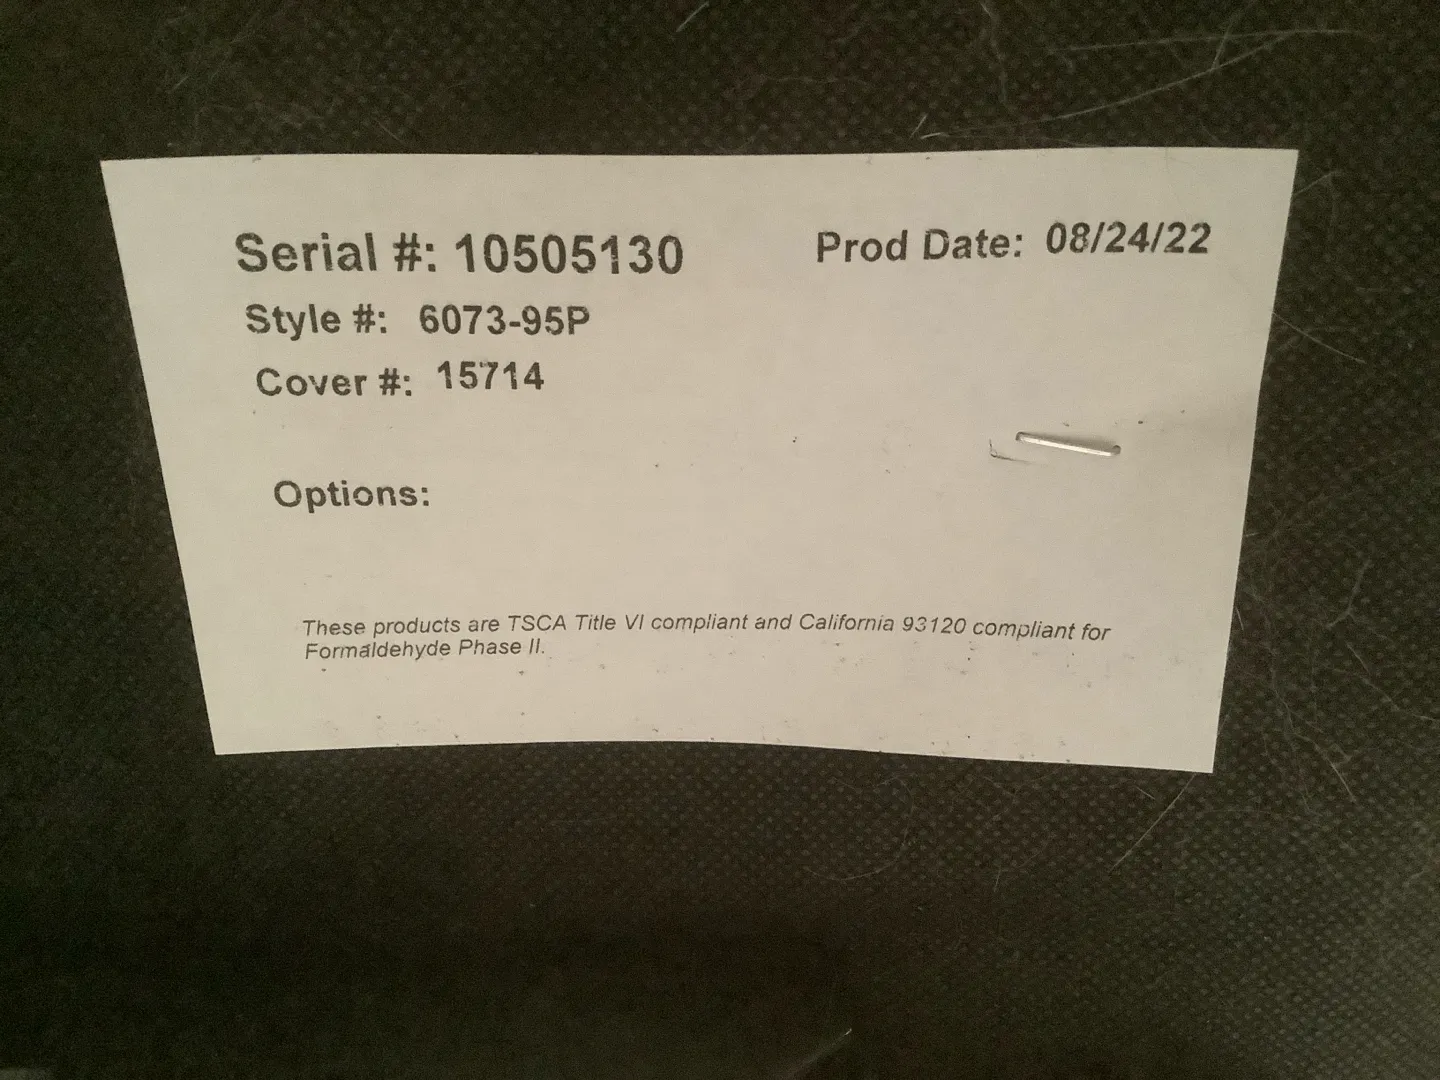 Serial #: 10505130 Prod Date: 08/24/22
Style #: 6073-95P
Cover #: 15714
Options:
These products are TSCA Title VI compliant and California 93120 compliant for
Formaldehyde Phase II.